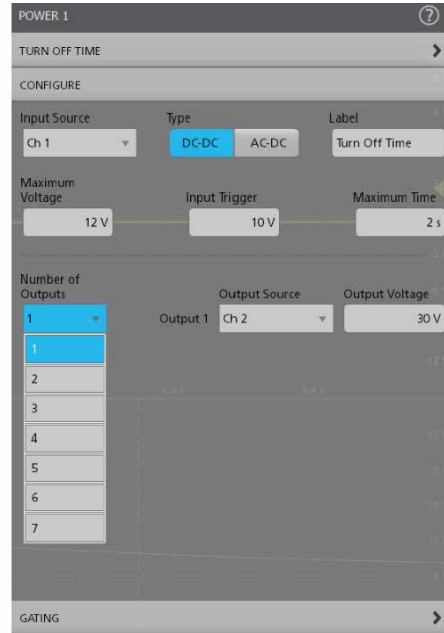 POWER 1
?
TURN OFF TIME
CONFIGURE
Input Source
Type
Label
Ch 1
DC-DC
AC-DC
Turn Off Time
Maximum
Voltage
Input Trigger
Maximum Time
12 V
10 V
2 s
Number of
Outputs
Output Source
Output Voltage
1
Output 1
Ch 2
30 V
1
2
3
4
5
6
7
GATING